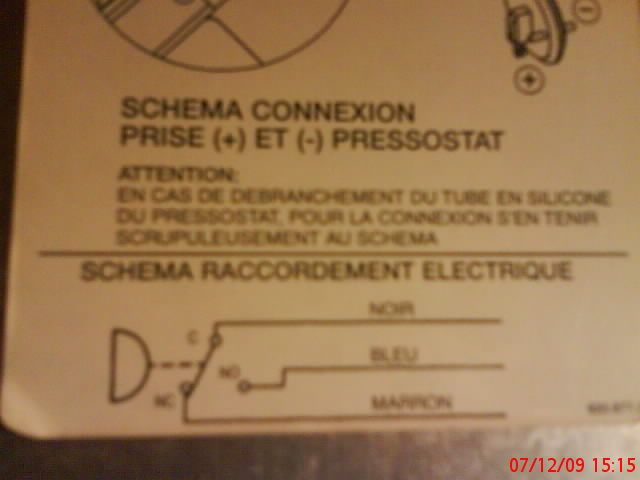 SCHEMA CONNEXION
PRISE (+) ET (-) PRESSOSTAT
ATTENTION:
EN CAS DE DEBRANCHEMENT DU TUBE EN SILICONE
DU PRESSOSTAT, POUR LA CONNEXION S'EN TENIR
SCRUPULEUSEMENT AU SCHEMA
SCHEMA RACCORDEMENT ELECTRIQUE
NOIR
C
BLEU
NO
NC
MARRON
07/12/09 15:15